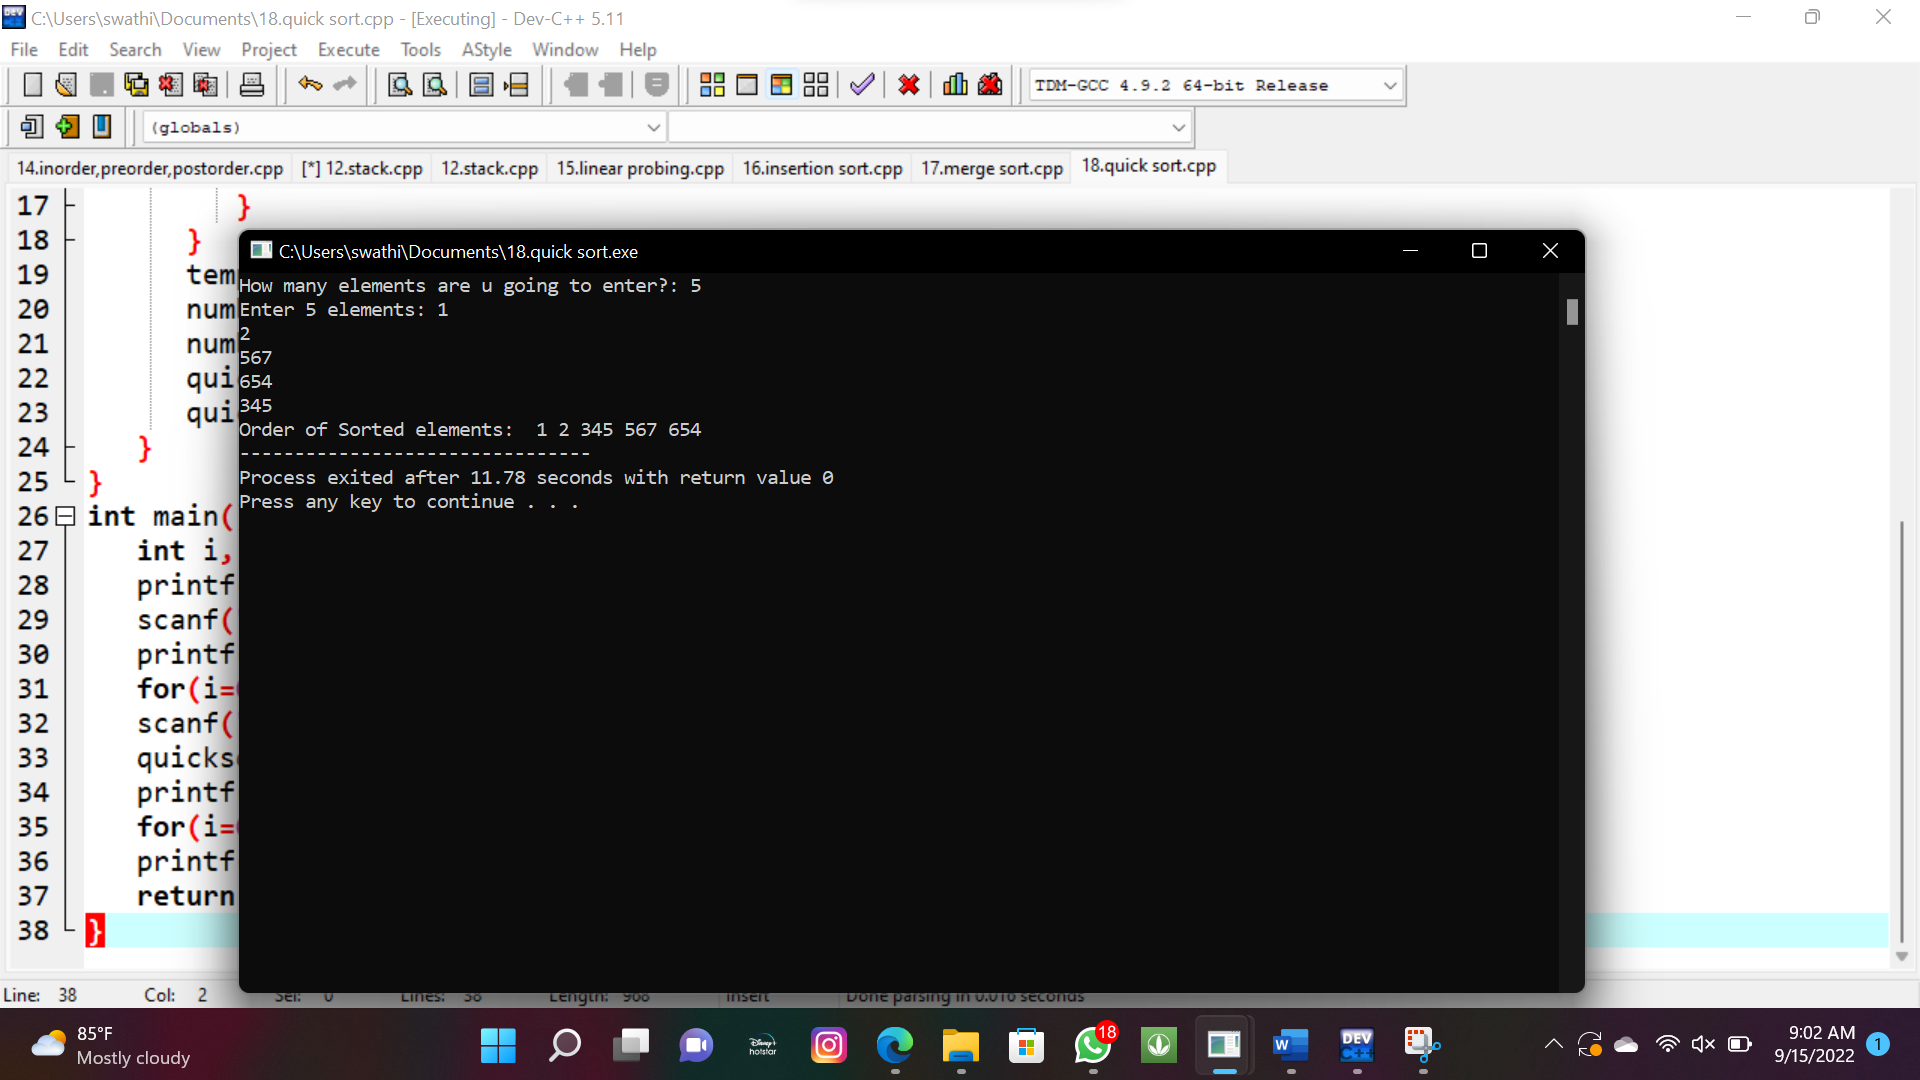 C:\Users\swathi\Documents\18.quick sort.cpp - [Executing] - Dev-C++ 5.11
File Edit Search View Project Execute Tools AStyle Window Help
TDM-GCC 4.9.2 64-bit Release
(globals)
14.inorder,preorder,postorder.cpp [*] 12.stack.cpp 12.stack.cpp 15.linear probing.cpp 16.insertion sort.cpp 17.merge sort.cpp 18.quick sort.cpp
17 }
18 }
19 tem
20 num
21 num
22 qui
23 qui
24 }
25 }
26 int main(
27 int i,
28 printf
29 scanf(
30 printf
31 for(i=
32 scanf(
33 quicks
34 printf
35 for(i=
36 printf
37 return
38 }
C:\Users\swathi\Documents\18.quick sort.exe
How many elements are u going to enter?: 5
Enter 5 elements: 1
2
567
654
345
Order of Sorted elements:  1 2 345 567 654
--------------------------------
Process exited after 11.78 seconds with return value 0
Press any key to continue . . .
Line: 38 Col: 2 Sel: 0 Lines: 38 Length: 968 Insert Done parsing in 0.016 seconds
85°F
Mostly cloudy
Disney+
hotstar
18
W
DEV
C++
9:02 AM
9/15/2022
1